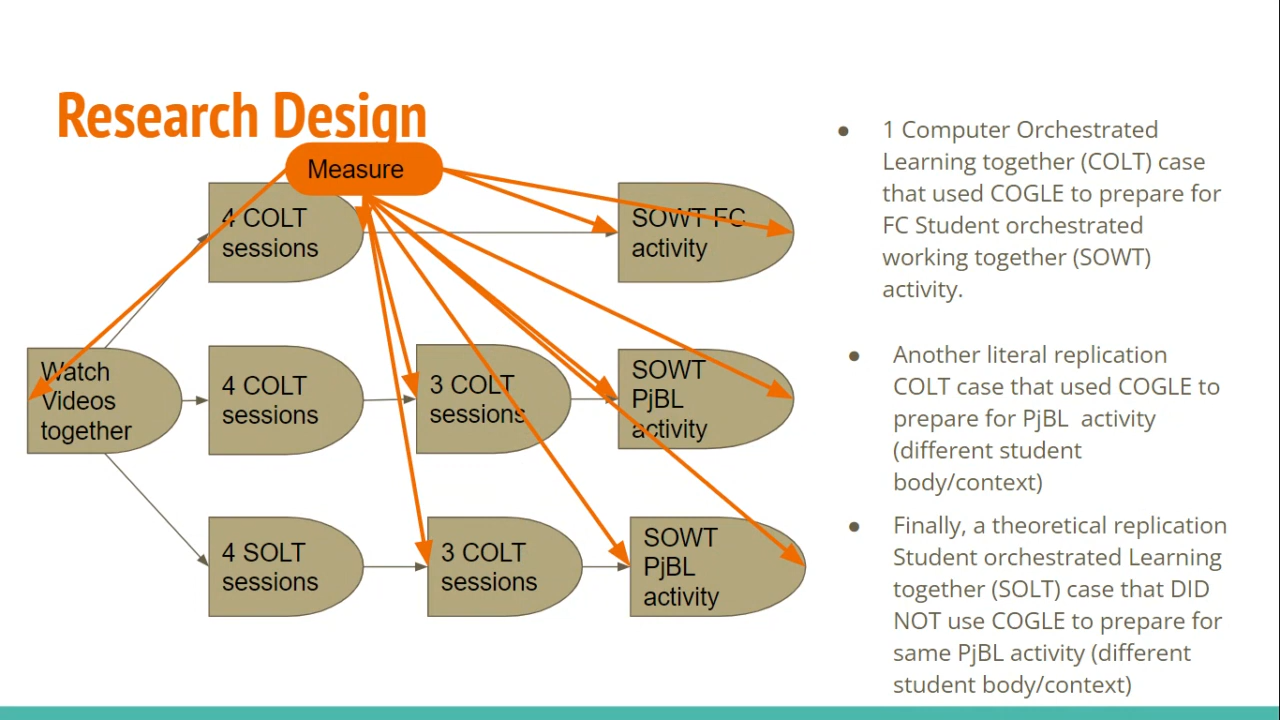 Research Design
Measure
4 COLT
sessions
SOWT FC
activity
Watch
Videos
together
4 COLT
sessions
3 COLT
sessions
SOWT
PjBL
activity
4 SOLT
sessions
3 COLT
sessions
SOWT
PjBL
activity
● 1 Computer Orchestrated
Learning together (COLT) case
that used COGLE to prepare for
FC Student orchestrated
working together (SOWT)
activity.
● Another literal replication
COLT case that used COGLE to
prepare for PjBL activity
(different student
body/context)
● Finally, a theoretical replication
Student orchestrated Learning
together (SOLT) case that DID
NOT use COGLE to prepare for
same PjBL activity (different
student body/context)